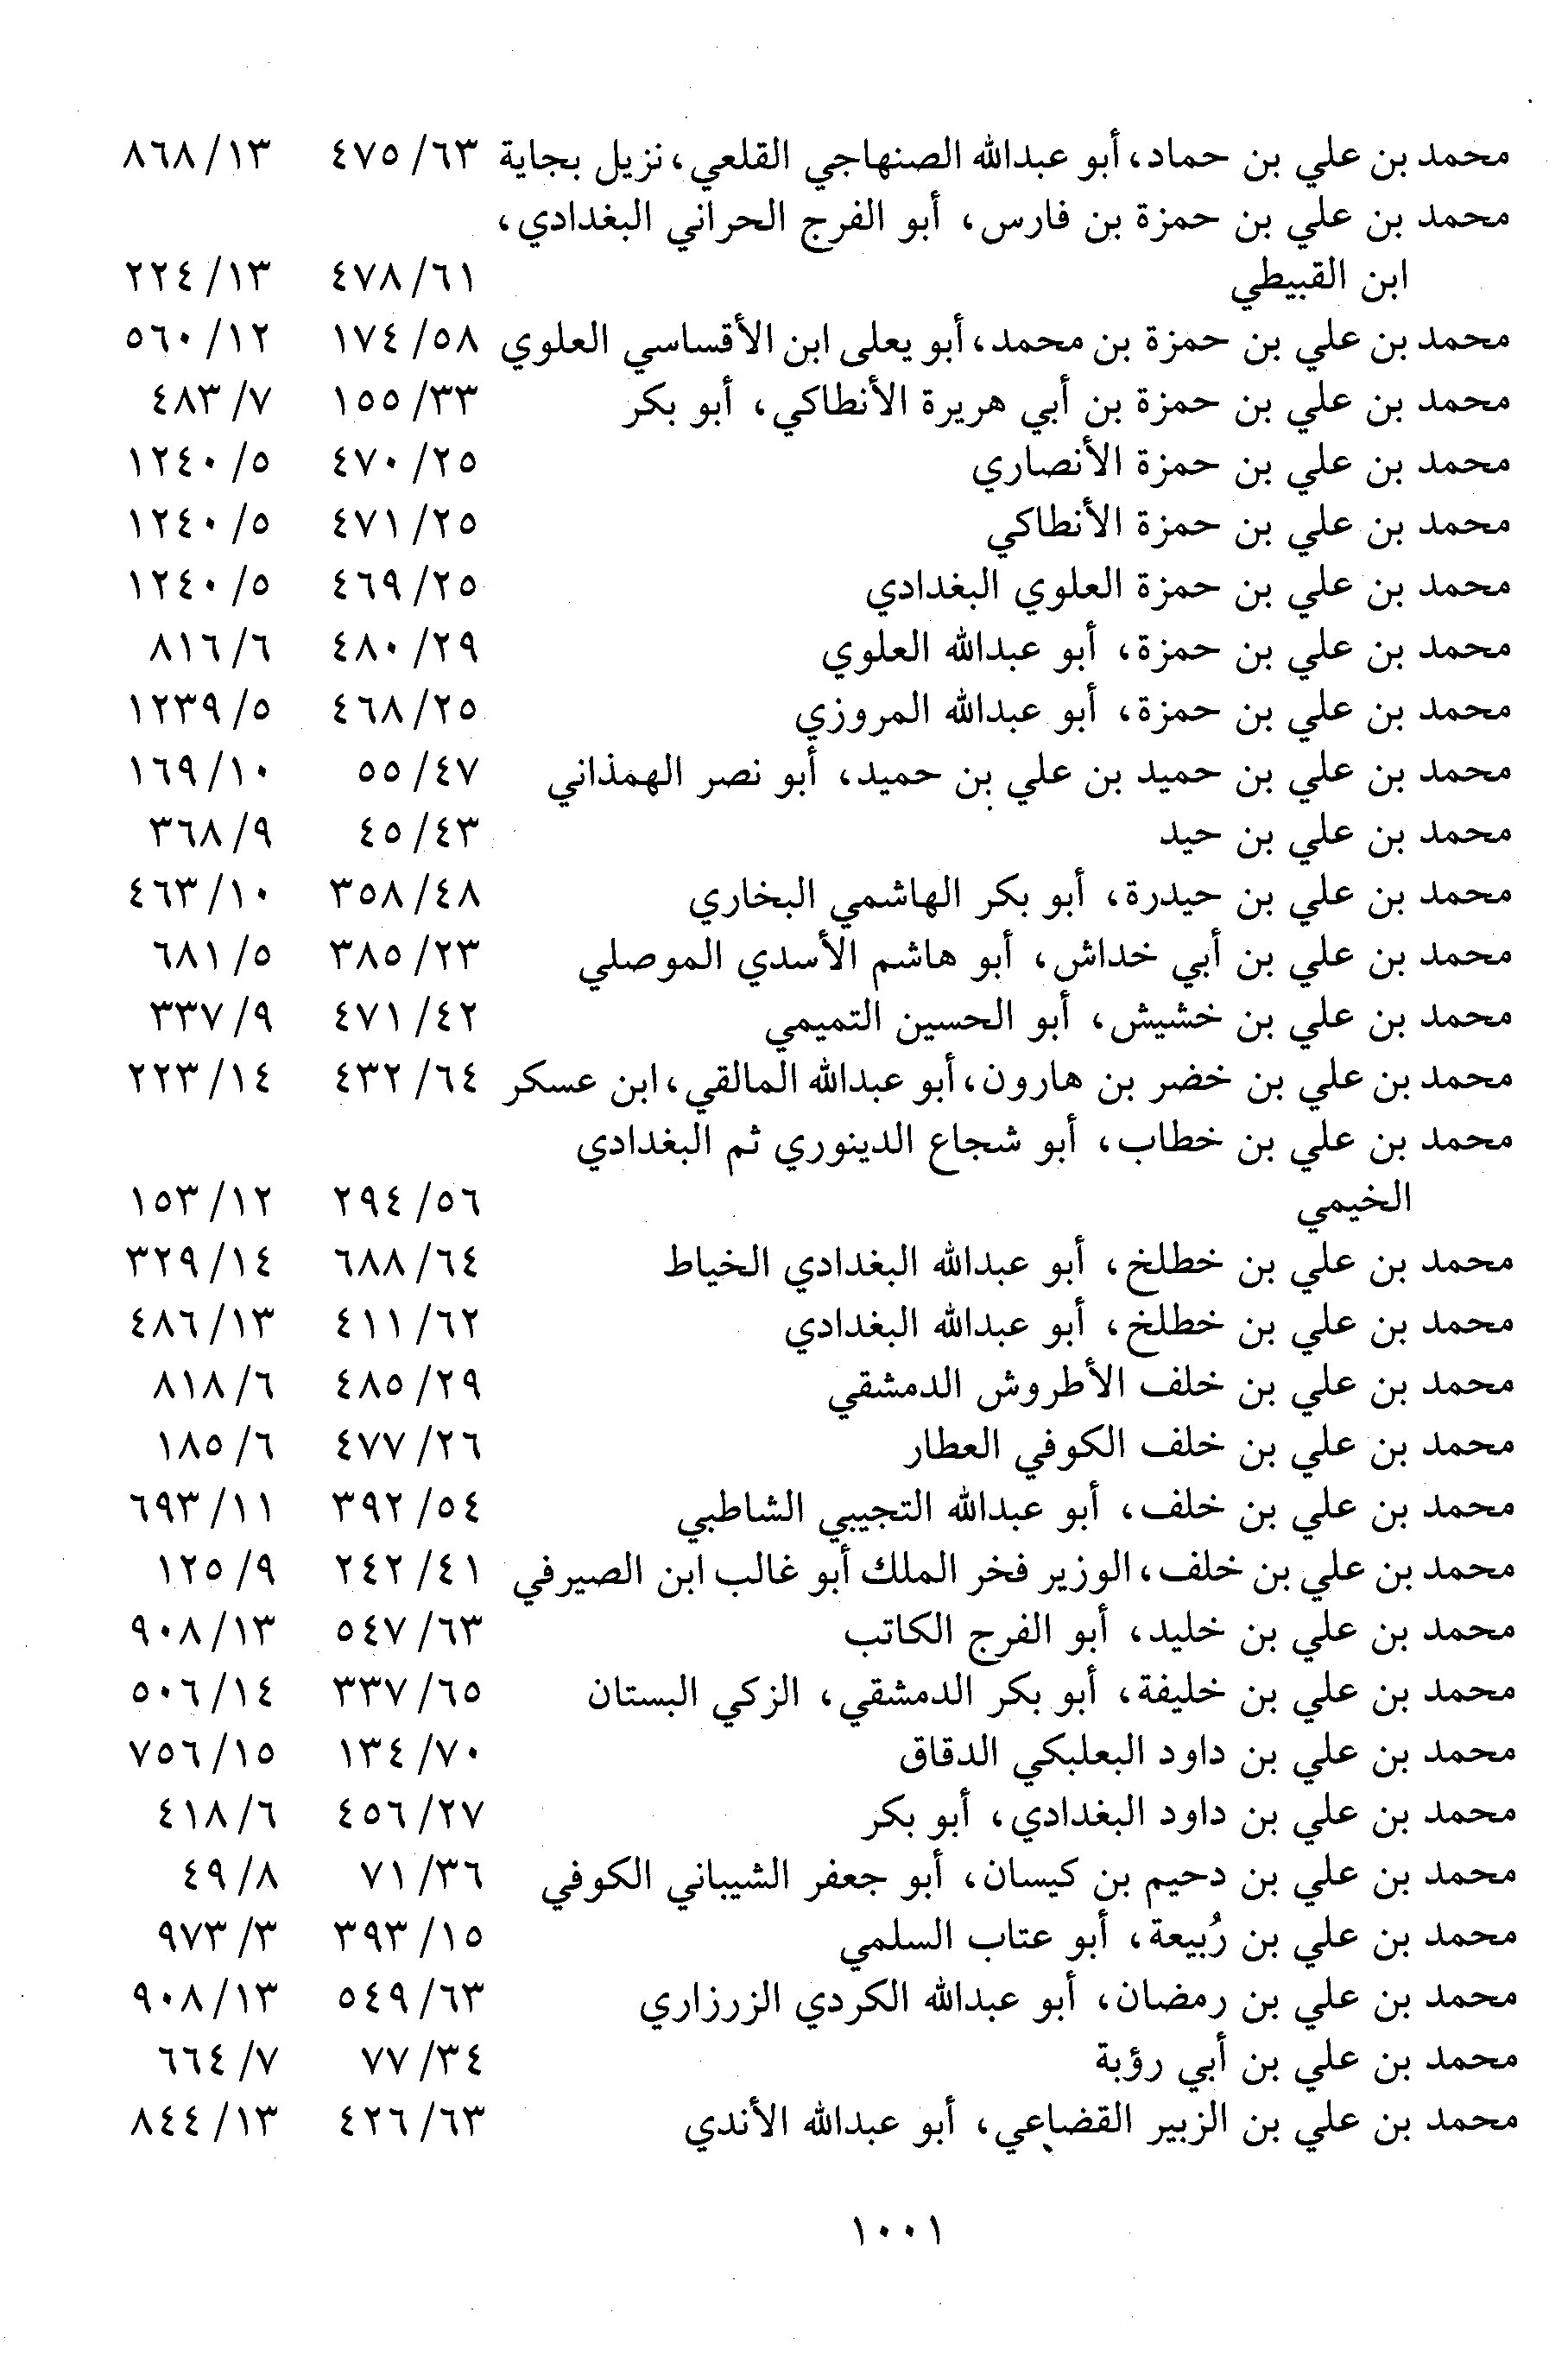 محمد بن علي بن حماد، أبو عبدالله الصنهاجي القلعي، نزيل بجاية ٦٣/ ٤٧٥ ١٣/ ٨٦٨
محمد بن علي بن حمزة بن فارس، أبو الفرج الحراني البغدادي،
ابن القبيطي ٦١/ ٤٧٨ ١٣/ ٢٢٤
محمد بن علي بن حمزة بن محمد، أبو يعلى ابن الأقساسي العلوي ٥٨/ ١٧٤ ١٢/ ٥٦٠
محمد بن علي بن حمزة بن أبي هريرة الأنطاكي، أبو بكر ٣٣/ ١٥٥ ٧/ ٤٨٣
محمد بن علي بن حمزة الأنصاري ٢٥/ ٤٧٠ ٥/ ١٢٤٠
محمد بن علي بن حمزة الأنطاكي ٢٥/ ٤٧١ ٥/ ١٢٤٠
محمد بن علي بن حمزة العلوي البغدادي ٢٥/ ٤٦٩ ٥/ ١٢٤٠
محمد بن علي بن حمزة، أبو عبدالله العلوي ٢٩/ ٤٨٠ ٦/ ٨١٦
محمد بن علي بن حمزة، أبو عبدالله المروزي ٢٥/ ٤٦٨ ٥/ ١٢٣٩
محمد بن علي بن حميد بن علي بن حميد، أبو نصر الهمذاني ٤٧/ ٥٥ ١٠/ ١٦٩
محمد بن علي بن حيد ٤٣/ ٤٥ ٩/ ٣٦٨
محمد بن علي بن حيدرة، أبو بكر الهاشمي البخاري ٤٨/ ٣٥٨ ١٠/ ٤٦٣
محمد بن علي بن أبي خداش، أبو هاشم الأسدي الموصلي ٢٣/ ٣٨٥ ٥/ ٦٨١
محمد بن علي بن خشيش، أبو الحسين التميمي ٤٢/ ٤٧١ ٩/ ٣٣٧
محمد بن علي بن خضر بن هارون، أبو عبدالله المالقي، ابن عسكر ٦٤/ ٤٣٢ ١٤/ ٢٢٣
محمد بن علي بن خطاب، أبو شجاع الدينوري ثم البغدادي
الخيمي ٥٦/ ٢٩٤ ١٢/ ١٥٣
محمد بن علي بن خطلخ، أبو عبدالله البغدادي الخياط ٦٤/ ٦٨٨ ١٤/ ٣٢٩
محمد بن علي بن خطلخ، أبو عبدالله البغدادي ٦٢/ ٤١١ ١٣/ ٤٨٦
محمد بن علي بن خلف الأطروش الدمشقي ٢٩/ ٤٨٥ ٦/ ٨١٨
محمد بن علي بن خلف الكوفي العطار ٢٦/ ٤٧٧ ٦/ ١٨٥
محمد بن علي بن خلف، أبو عبدالله التجيبي الشاطبي ٥٤/ ٣٩٢ ١١/ ٦٩٣
محمد بن علي بن خلف، الوزير فخر الملك أبو غالب ابن الصيرفي ٤١/ ٢٤٢ ٩/ ١٢٥
محمد بن علي بن خليد، أبو الفرج الكاتب ٦٣/ ٥٤٧ ١٣/ ٩٠٨
محمد بن علي بن خليفة، أبو بكر الدمشقي، الزكي البستان ٦٥/ ٣٣٧ ١٤/ ٥٠٦
محمد بن علي بن داود البعلبكي الدقاق ٧٠/ ١٣٤ ١٥/ ٧٥٦
محمد بن علي بن داود البغدادي، أبو بكر ٢٧/ ٤٥٦ ٦/ ٤١٨
محمد بن علي بن دحيم بن كيسان، أبو جعفر الشيباني الكوفي ٣٦/ ٧١ ٨/ ٤٩
محمد بن علي بن رُبيعة، أبو عتاب السلمي ١٥/ ٣٩٣ ٣/ ٩٧٣
محمد بن علي بن رمضان، أبو عبدالله الكردي الزرزاري ٦٣/ ٥٤٩ ١٣/ ٩٠٨
محمد بن علي بن أبي رؤبة ٣٤/ ٧٧ ٧/ ٦٦٤
محمد بن علي بن الزبير القضاعي، أبو عبدالله الأندي ٦٣/ ٤٢٦ ١٣/ ٨٤٤
١٠٠١